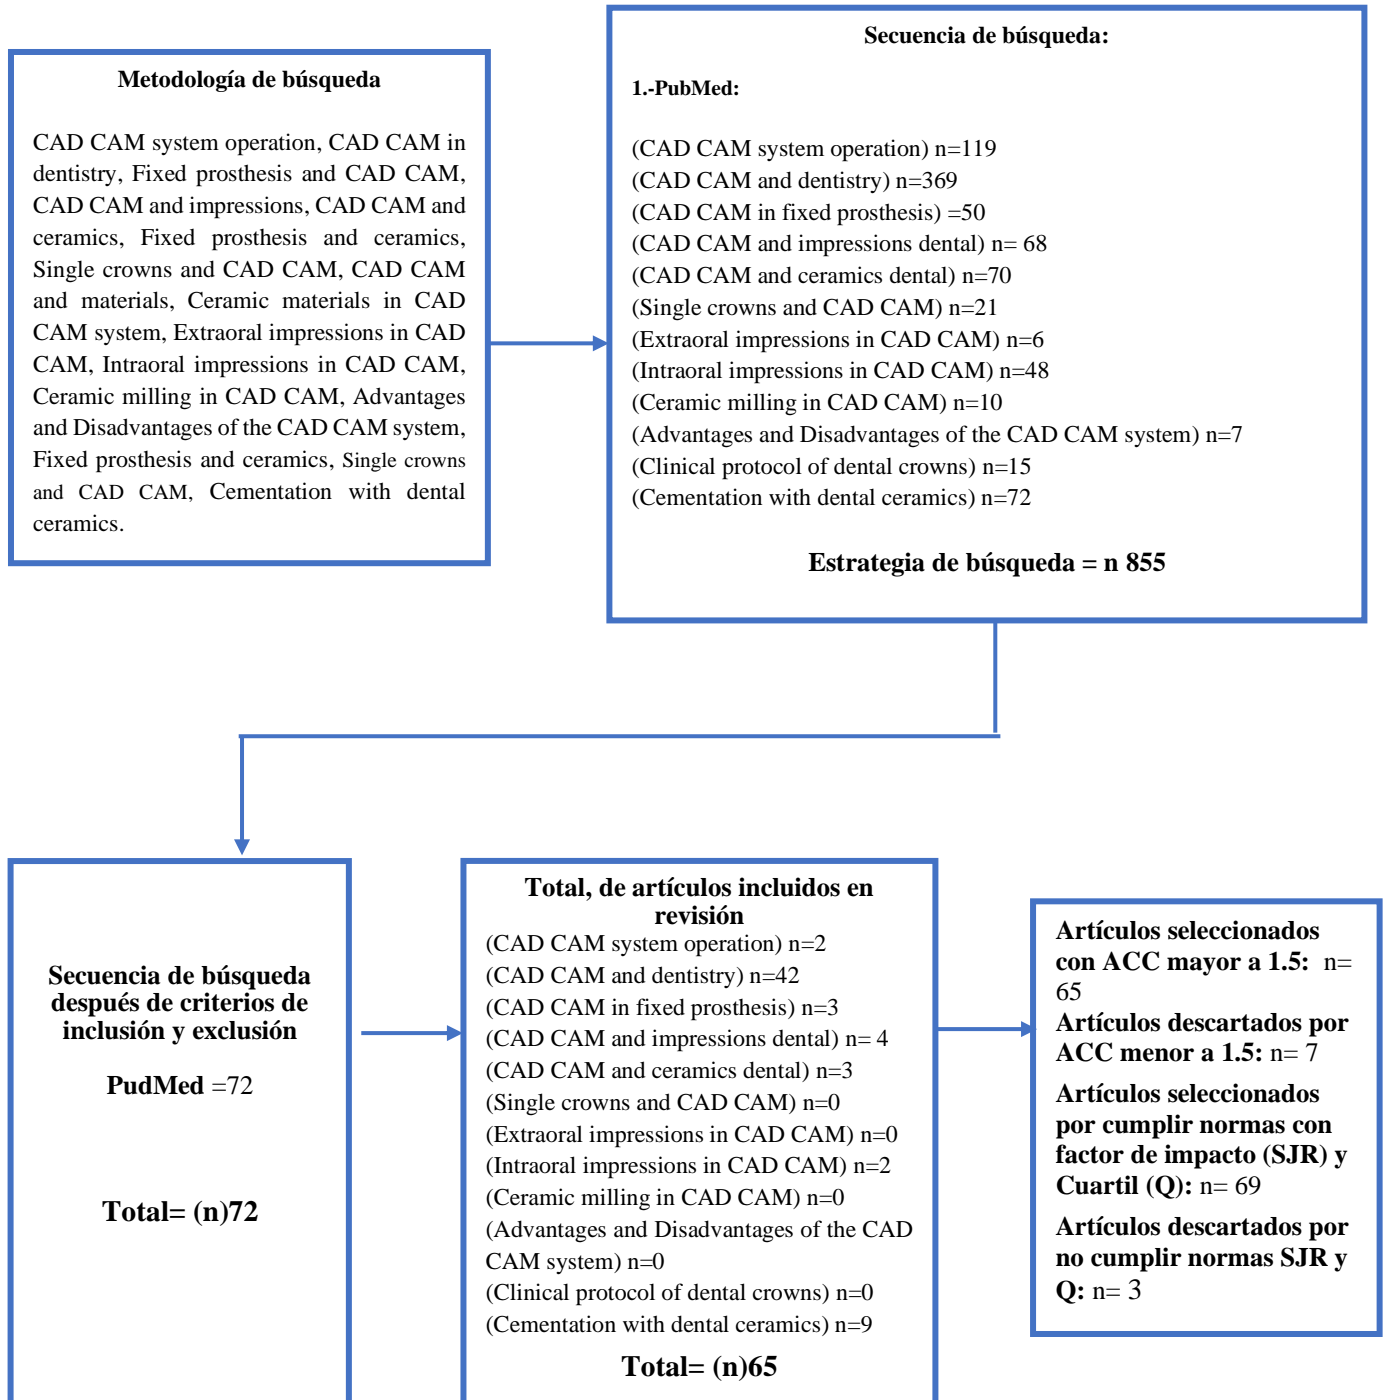 Metodología de búsqueda
CAD CAM system operation, CAD CAM in
dentistry, Fixed prosthesis and CAD CAM,
CAD CAM and impressions, CAD CAM and
ceramics, Fixed prosthesis and ceramics,
Single crowns and CAD CAM, CAD CAM
and materials, Ceramic materials in CAD
CAM system, Extraoral impressions in CAD
CAM, Intraoral impressions in CAD CAM,
Ceramic milling in CAD CAM, Advantages
and Disadvantages of the CAD CAM system,
Fixed prosthesis and ceramics, Single crowns
and CAD CAM, Cementation with dental
ceramics.
Secuencia de búsqueda:
1.-PubMed:
(CAD CAM system operation) n=119
(CAD CAM and dentistry) n=369
(CAD CAM in fixed prosthesis) =50
(CAD CAM and impressions dental) n= 68
(CAD CAM and ceramics dental) n=70
(Single crowns and CAD CAM) n=21
(Extraoral impressions in CAD CAM) n=6
(Intraoral impressions in CAD CAM) n=48
(Ceramic milling in CAD CAM) n=10
(Advantages and Disadvantages of the CAD CAM system) n=7
(Clinical protocol of dental crowns) n=15
(Cementation with dental ceramics) n=72
Estrategia de búsqueda = n 855
Secuencia de búsqueda
después de criterios de
inclusión y exclusión
PudMed =72
Total= (n)72
Total, de artículos incluidos en
revisión
(CAD CAM system operation) n=2
(CAD CAM and dentistry) n=42
(CAD CAM in fixed prosthesis) n=3
(CAD CAM and impressions dental) n= 4
(CAD CAM and ceramics dental) n=3
(Single crowns and CAD CAM) n=0
(Extraoral impressions in CAD CAM) n=0
(Intraoral impressions in CAD CAM) n=2
(Ceramic milling in CAD CAM) n=0
(Advantages and Disadvantages of the CAD
CAM system) n=0
(Clinical protocol of dental crowns) n=0
(Cementation with dental ceramics) n=9
Total= (n)65
Artículos seleccionados
con ACC mayor a 1.5: n=
65
Artículos descartados por
ACC menor a 1.5: n= 7
Artículos seleccionados
por cumplir normas con
factor de impacto (SJR) y
Cuartil (Q): n= 69
Artículos descartados por
no cumplir normas SJR y
Q: n= 3